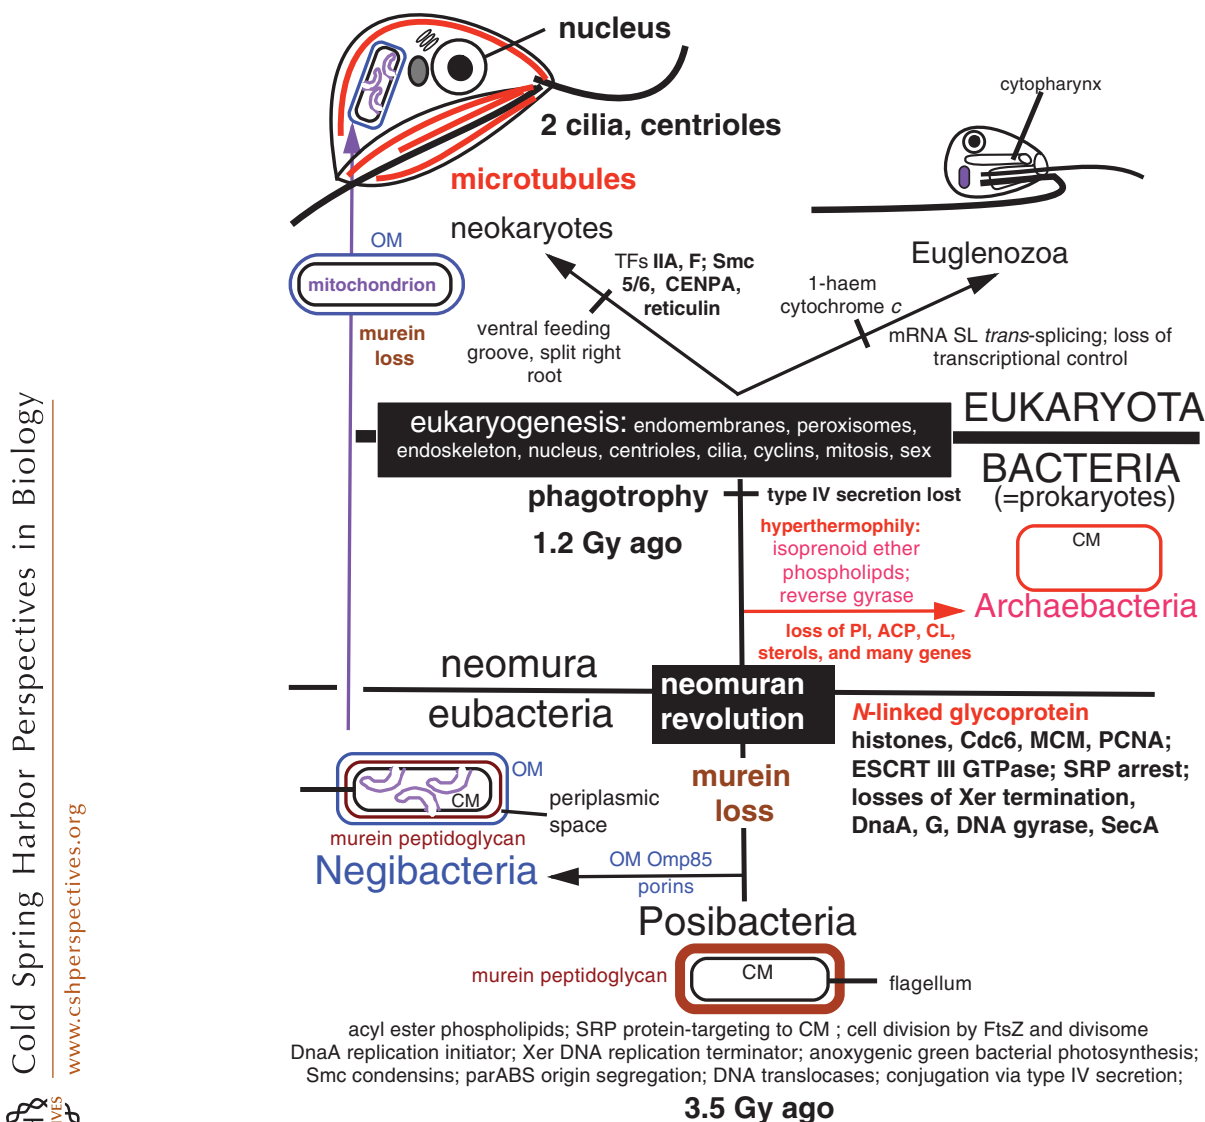 nucleus
2 cilia, centrioles
microtubules
cytopharynx
neokaryotes
OM
mitochondrion
murein
loss
TFs IIA, F; Smc
5/6, CENPA,
reticulin
ventral feeding
groove, split right
root
Euglenozoa
1-haem
cytochrome c
mRNA SL trans-splicing; loss of
transcriptional control
eukaryogenesis: endomembranes, peroxisomes,
endoskeleton, nucleus, centrioles, cilia, cyclins, mitosis, sex
EUKARYOTA
BACTERIA
(=prokaryotes)
phagotrophy
type IV secretion lost
1.2 Gy ago
hyperthermophily:
isoprenoid ether
phospholipds;
reverse gyrase
CM
Archaebacteria
loss of PI, ACP, CL,
sterols, and many genes
neomura
eubacteria
neomuran
revolution
N-linked glycoprotein
histones, Cdc6, MCM, PCNA;
ESCRT III GTPase; SRP arrest;
losses of Xer termination,
DnaA, G, DNA gyrase, SecA
murein
loss
OM
CM
periplasmic
space
murein peptidoglycan
Negibacteria
OM Omp85
porins
Posibacteria
murein peptidoglycan
CM
flagellum
acyl ester phospholipids; SRP protein-targeting to CM ; cell division by FtsZ and divisome
DnaA replication initiator; Xer DNA replication terminator; anoxygenic green bacterial photosynthesis;
Smc condensins; parABS origin segregation; DNA translocases; conjugation via type IV secretion;
3.5 Gy ago
Cold Spring Harbor Perspectives in Biology
www.cshperspectives.org